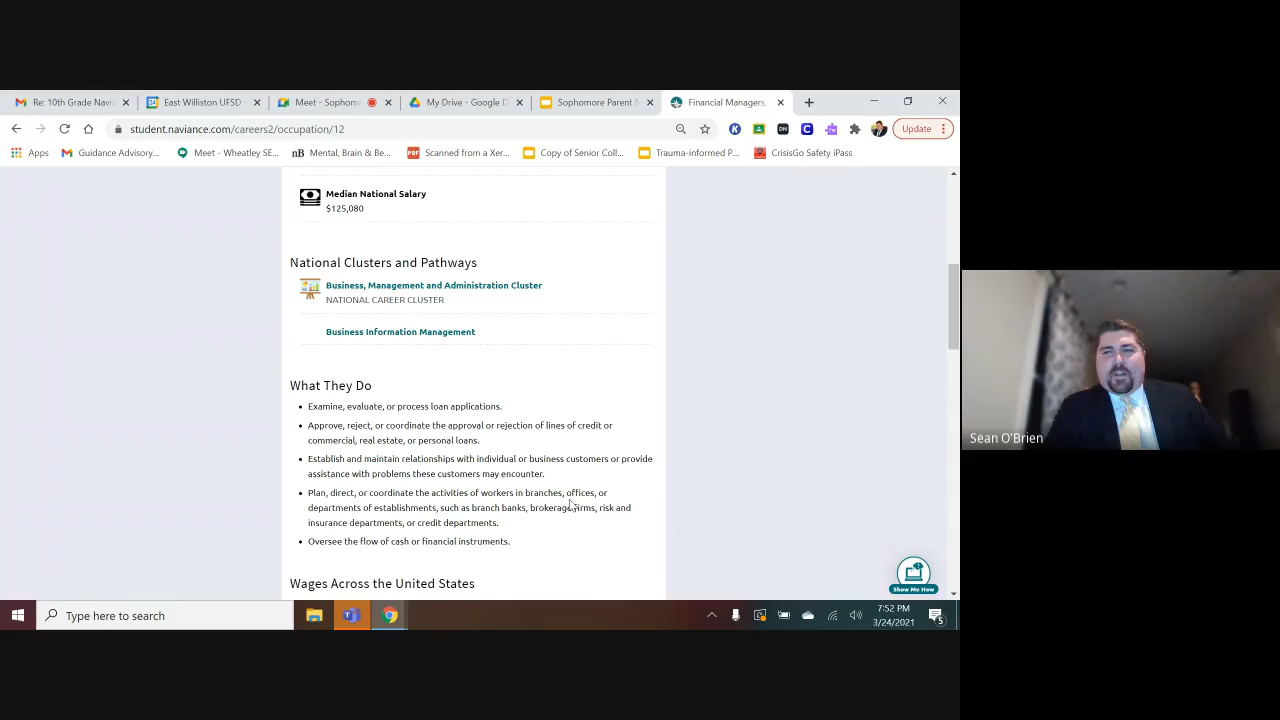 Re: 10th Grade Navia
East Williston UFSD -
Meet - Sophom
My Drive - Google D
Sophomore Parent M
Financial Managers,
student.naviance.com/careers2/occupation/12
Update
Apps
Guidance Advisory...
Meet - Wheatley SE...
nB Mental, Brain & Be...
PDF Scanned from a Xer...
Copy of Senior Coll...
Trauma-informed P...
CrisisGo Safety iPass
Median National Salary
$125,080
National Clusters and Pathways
Business, Management and Administration Cluster
NATIONAL CAREER CLUSTER
Business Information Management
What They Do
Examine, evaluate, or process loan applications.
Approve, reject, or coordinate the approval or rejection of lines of credit or
commercial, real estate, or personal loans.
Establish and maintain relationships with individual or business customers or provide
assistance with problems these customers may encounter.
Plan, direct, or coordinate the activities of workers in branches, offices, or
departments of establishments, such as branch banks, brokerage firms, risk and
insurance departments, or credit departments.
Oversee the flow of cash or financial instruments.
Wages Across the United States
Show Me How
Sean O'Brien
Type here to search
7:52 PM
3/24/2021
5